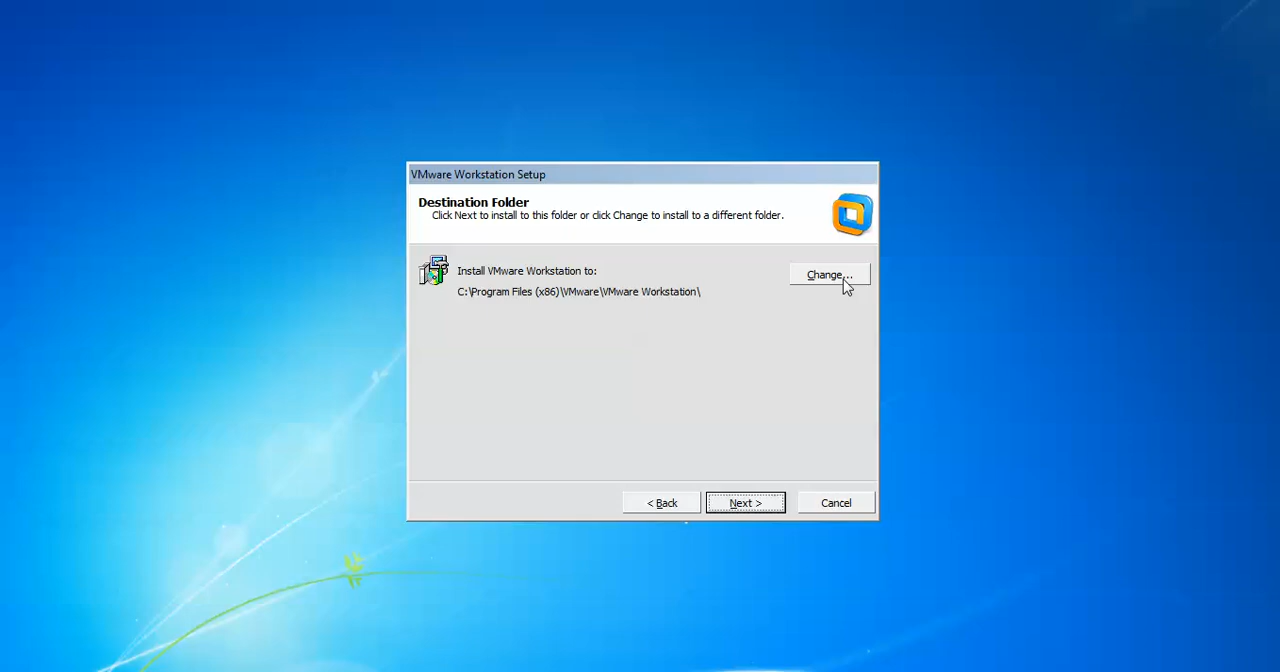 VMware Workstation Setup
Destination Folder
Click Next to install to this folder or click Change to install to a different folder.
Install VMware Workstation to:
Change...
C:\Program Files (x86)\VMware\VMware Workstation\
< Back
Next >
Cancel